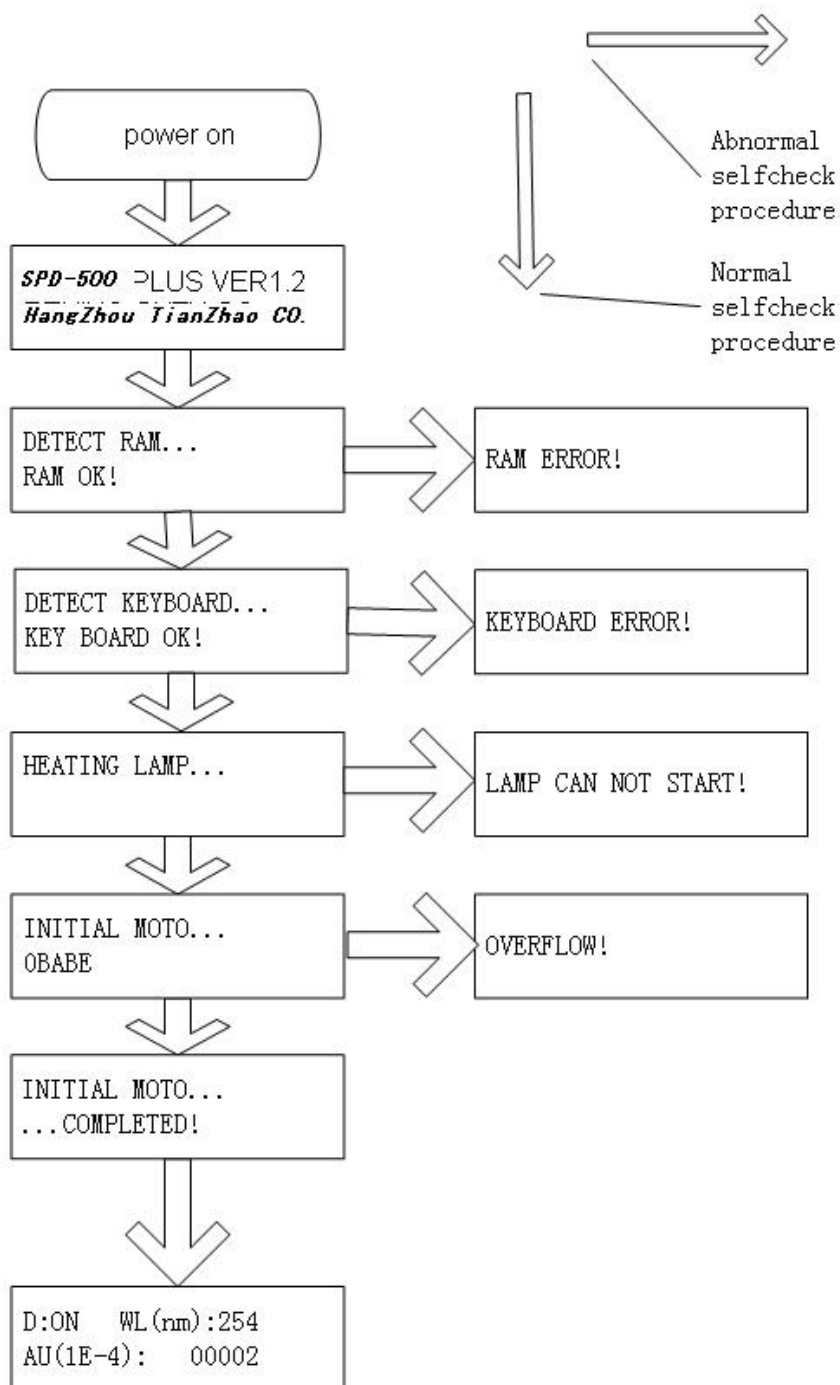 power on
Abnormal
selfcheck
procedure
SPD-500 PLUS VER1.2
HangZhou TianZhao CO.
Normal
selfcheck
procedure
DETECT RAM...
RAM OK!
RAM ERROR!
DETECT KEYBOARD...
KEY BOARD OK!
KEYBOARD ERROR!
HEATING LAMP...
LAMP CAN NOT START!
INITIAL MOTO...
0BABE
OVERFLOW!
INITIAL MOTO...
...COMPLETED!
D:ON WL(nm):254
AU(1E-4): 00002